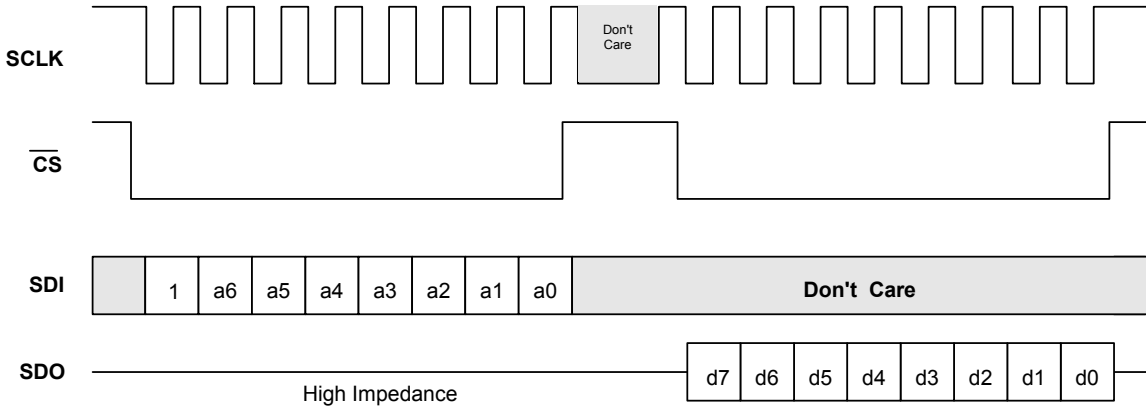 Don't
Care
SCLK
CS
SDI
1 a6 a5 a4 a3 a2 a1 a0 Don't Care
SDO
d7 d6 d5 d4 d3 d2 d1 d0
High Impedance